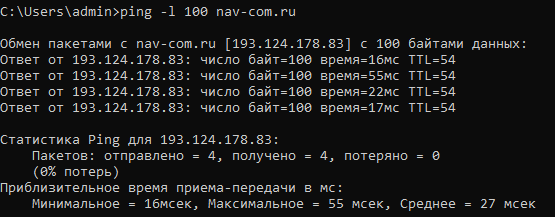 C:\Users\admin>ping -l 100 nav-com.ru
Обмен пакетами с nav-com.ru [193.124.178.83] с 100 байтами данных:
Ответ от 193.124.178.83: число байт=100 время=16мс TTL=54
Ответ от 193.124.178.83: число байт=100 время=55мс TTL=54
Ответ от 193.124.178.83: число байт=100 время=22мс TTL=54
Ответ от 193.124.178.83: число байт=100 время=17мс TTL=54
Статистика Ping для 193.124.178.83:
Пакетов: отправлено = 4, получено = 4, потеряно = 0
(0% потерь)
Приблизительное время приема-передачи в мс:
Минимальное = 16мсек, Максимальное = 55 мсек, Среднее = 27 мсек